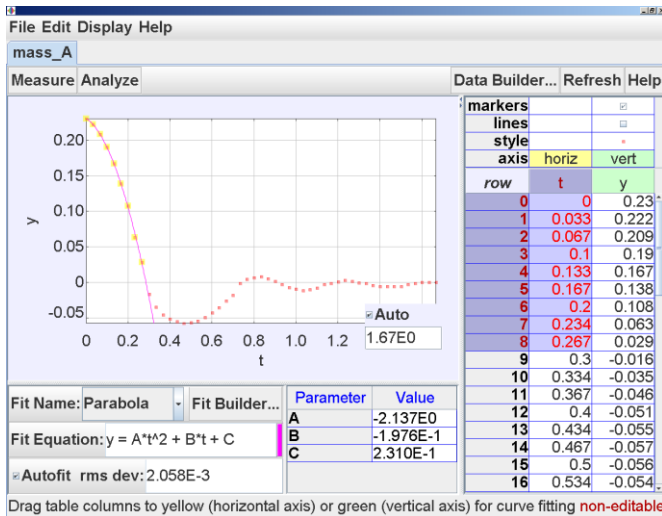 File Edit Display Help
mass_A
Measure Analyze
Data Builder... Refresh Help
y
0.20
0.15
0.10
0.05
0
-0.05
0 0.2 0.4 0.6 0.8 1.0 1.2
t
Auto
1.67E0
markers
lines
style
axis horiz vert
row t y
0 0 0.23
1 0.033 0.222
2 0.067 0.209
3 0.1 0.19
4 0.133 0.167
5 0.167 0.138
6 0.2 0.108
7 0.234 0.063
8 0.267 0.029
9 0.3 -0.016
10 0.334 -0.035
11 0.367 -0.046
12 0.4 -0.051
13 0.434 -0.055
14 0.467 -0.057
15 0.5 -0.056
16 0.534 -0.054
Fit Name: Parabola Fit Builder...
Fit Equation: y = A*t^2 + B*t + C
Autofit rms dev: 2.058E-3
Parameter Value
A -2.137E0
B -1.976E-1
C 2.310E-1
Drag table columns to yellow (horizontal axis) or green (vertical axis) for curve fitting non-editable